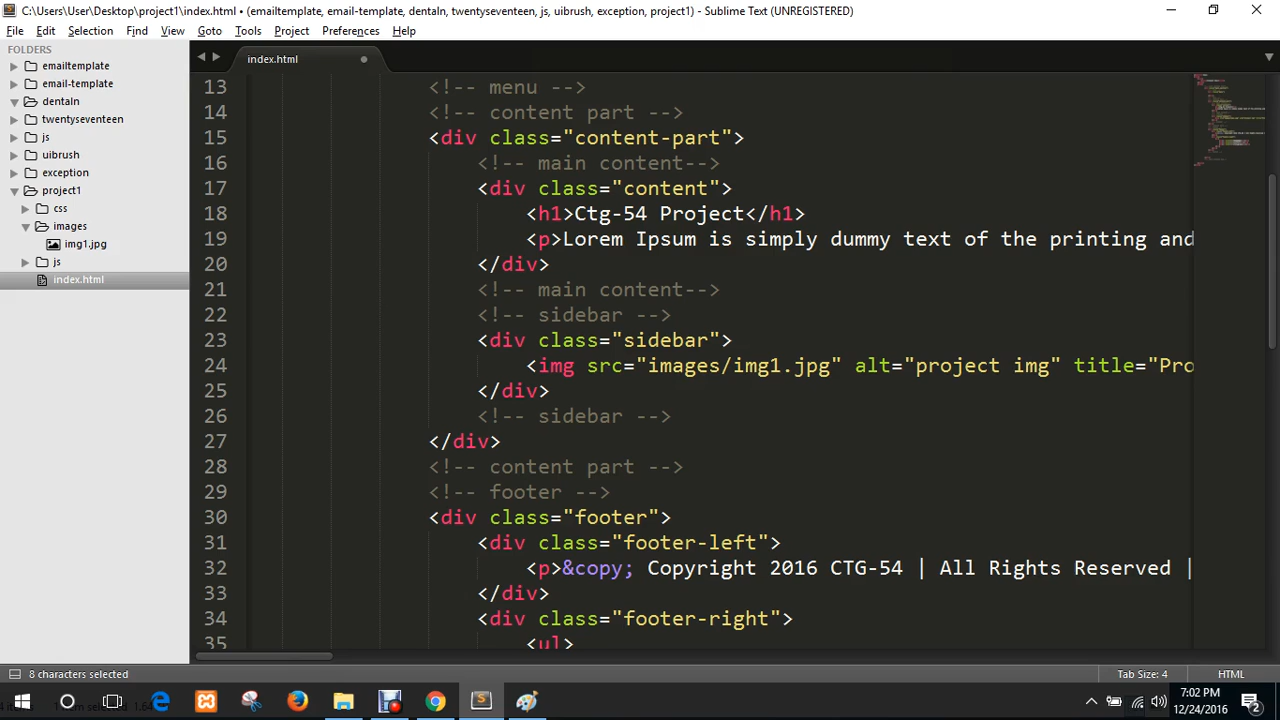 C:\Users\User\Desktop\project1\index.html • (emailtemplate, email-template, dentaln, twentyseventeen, js, uibrush, exception, project1) - Sublime Text (UNREGISTERED)
File Edit Selection Find View Goto Tools Project Preferences Help
FOLDERS
emailtemplate
email-template
dentaln
twentyseventeen
js
uibrush
exception
project1
css
images
img1.jpg
js
index.html
index.html
13 <!-- menu -->
14 <!-- content part -->
15 <div class="content-part">
16 <!-- main content-->
17 <div class="content">
18 <h1>Ctg-54 Project</h1>
19 <p>Lorem Ipsum is simply dummy text of the printing and
20 </div>
21 <!-- main content-->
22 <!-- sidebar -->
23 <div class="sidebar">
24 <img src="images/img1.jpg" alt="project img" title="Pro
25 </div>
26 <!-- sidebar -->
27 </div>
28 <!-- content part -->
29 <!-- footer -->
30 <div class="footer">
31 <div class="footer-left">
32 <p>&copy; Copyright 2016 CTG-54 | All Rights Reserved |
33 </div>
34 <div class="footer-right">
35 <ul>
8 characters selected
Tab Size: 4
HTML
7:02 PM
12/24/2016
2